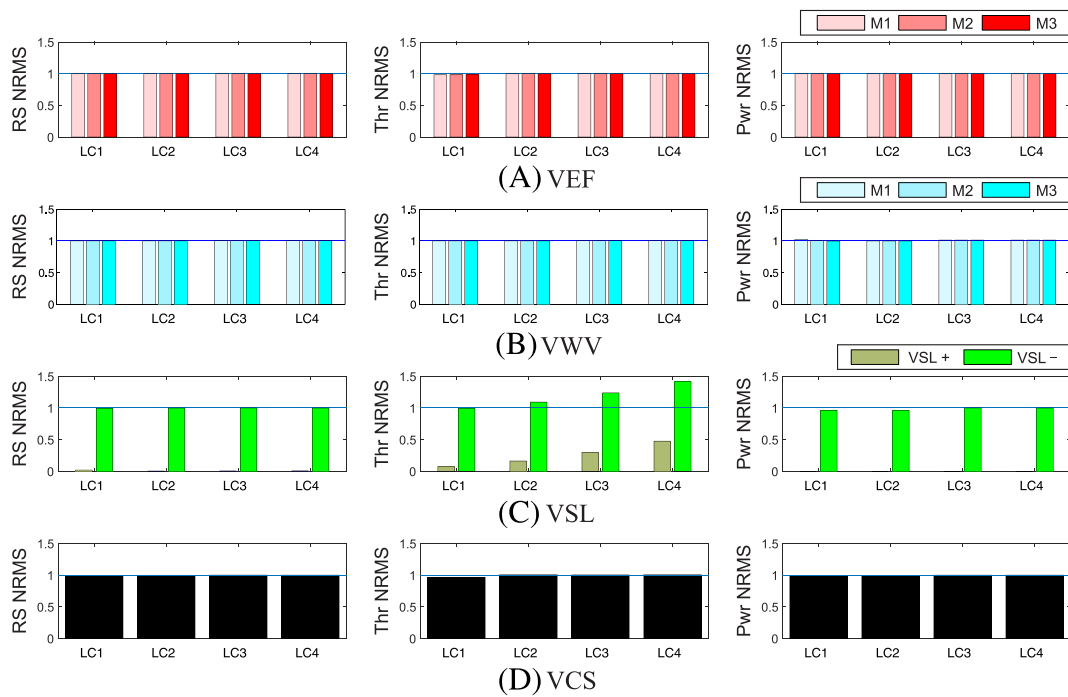 M1 M2 M3
RS NRMS
1.5
1
0.5
0
LC1 LC2 LC3 LC4
Thr NRMS
1.5
1
0.5
0
LC1 LC2 LC3 LC4
Pwr NRMS
1.5
1
0.5
0
LC1 LC2 LC3 LC4
(A) VEF
M1 M2 M3
RS NRMS
1.5
1
0.5
0
LC1 LC2 LC3 LC4
Thr NRMS
1.5
1
0.5
0
LC1 LC2 LC3 LC4
Pwr NRMS
1.5
1
0.5
0
LC1 LC2 LC3 LC4
(B) VWV
VSL + VSL −
RS NRMS
1.5
1
0.5
0
LC1 LC2 LC3 LC4
Thr NRMS
1.5
1
0.5
0
LC1 LC2 LC3 LC4
Pwr NRMS
1.5
1
0.5
0
LC1 LC2 LC3 LC4
(C) VSL
RS NRMS
1.5
1
0.5
0
LC1 LC2 LC3 LC4
Thr NRMS
1.5
1
0.5
0
LC1 LC2 LC3 LC4
Pwr NRMS
1.5
1
0.5
0
LC1 LC2 LC3 LC4
(D) VCS